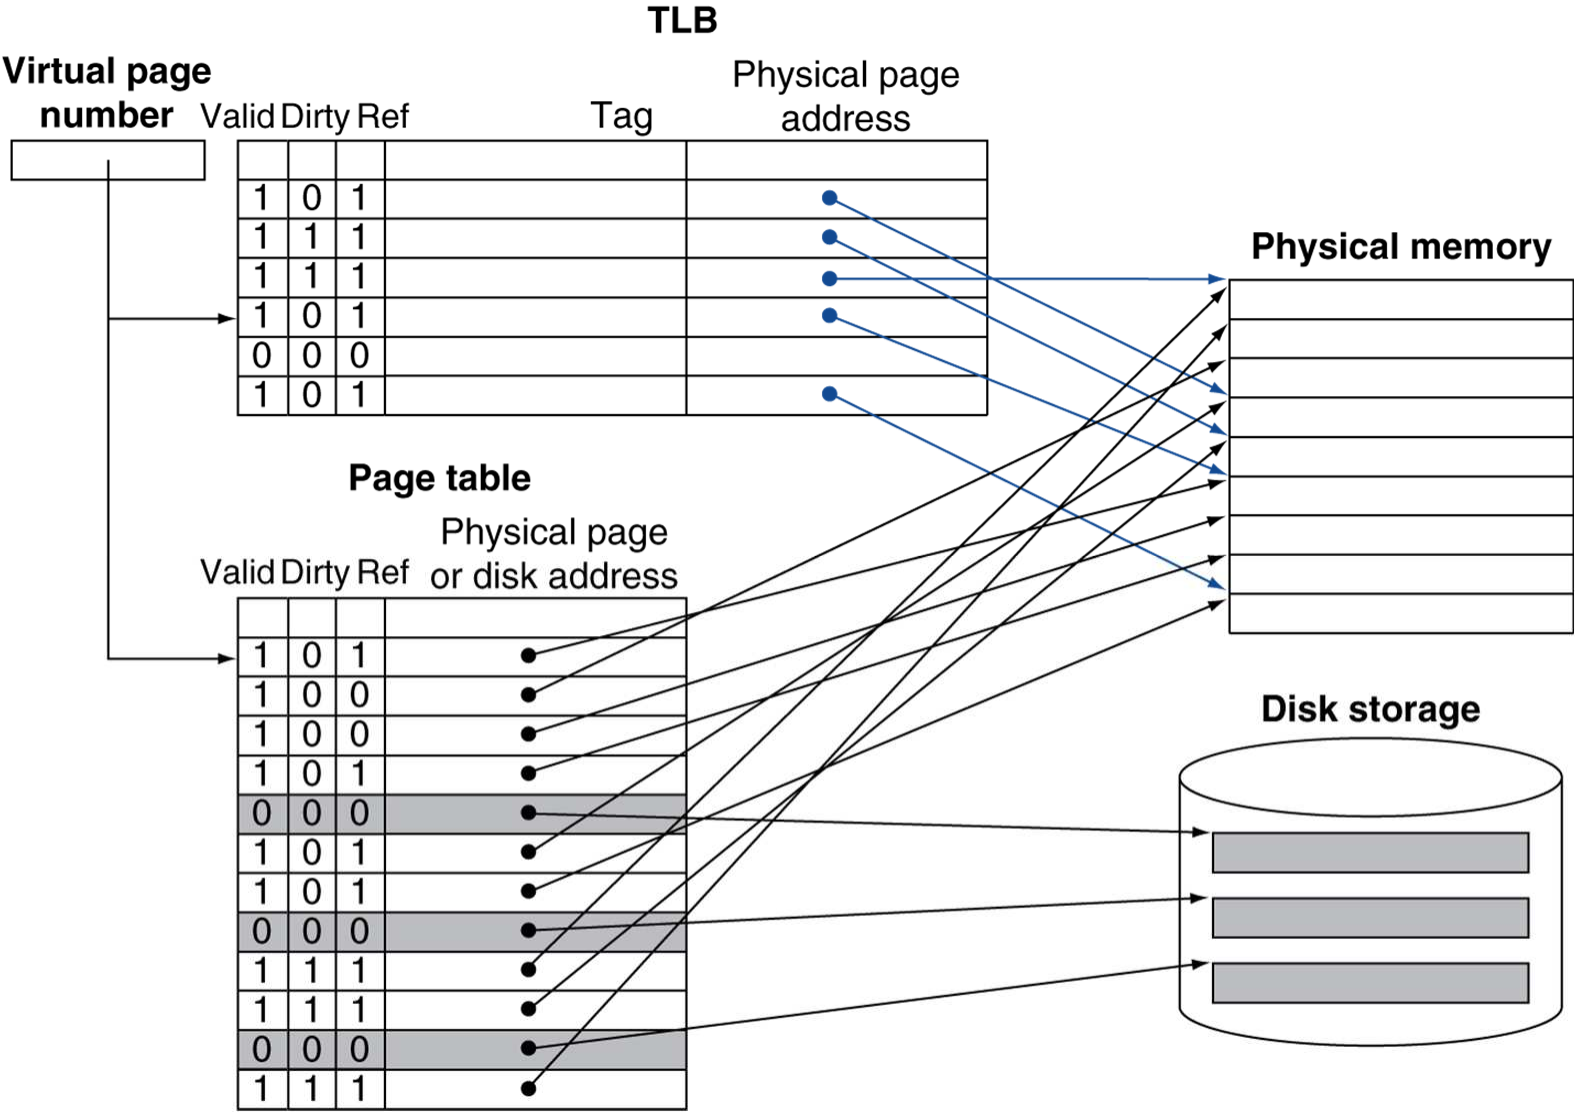 TLB
Virtual page
number
Valid Dirty Ref
Tag
Physical page
address
1 0 1
1 1 1
1 1 1
1 0 1
0 0 0
1 0 1
Physical memory
Page table
Valid Dirty Ref
Physical page
or disk address
1 0 1
1 0 0
1 0 0
1 0 1
0 0 0
1 0 1
1 0 1
0 0 0
1 1 1
1 1 1
0 0 0
1 1 1
Disk storage